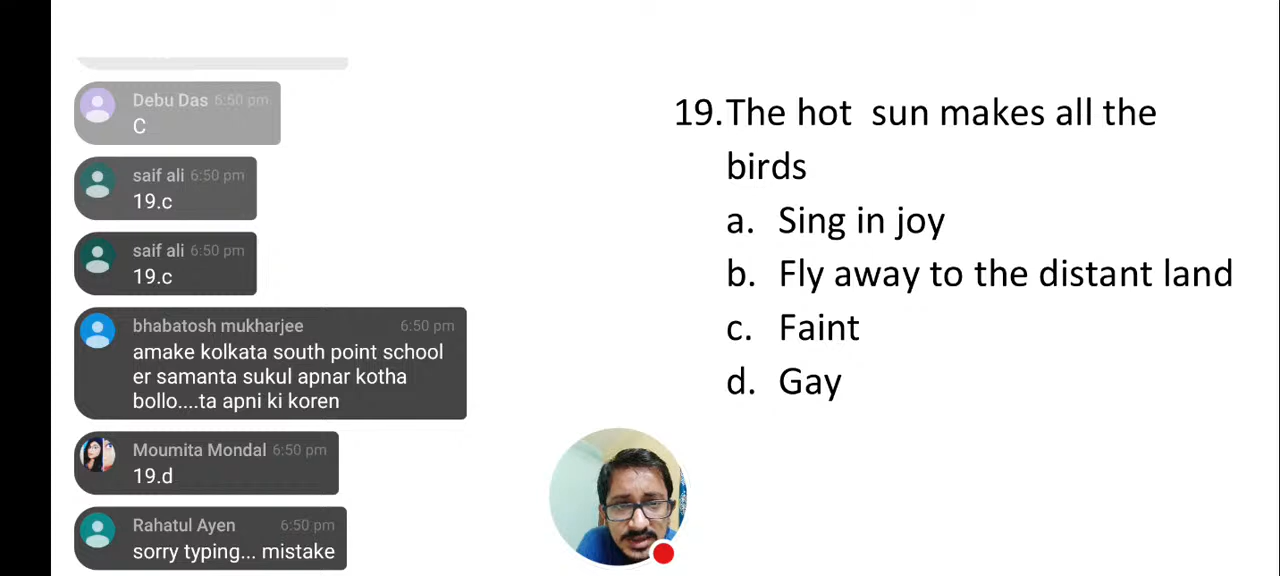 Debu Das 6:50 pm
C
saif ali 6:50 pm
19.c
saif ali 6:50 pm
19.c
bhabatosh mukharjee 6:50 pm
amake kolkata south point school
er samanta sukul apnar kotha
bollo....ta apni ki koren
Moumita Mondal 6:50 pm
19.d
Rahatul Ayen 6:50 pm
sorry typing... mistake
19.The hot sun makes all the
birds
a. Sing in joy
b. Fly away to the distant land
c. Faint
d. Gay